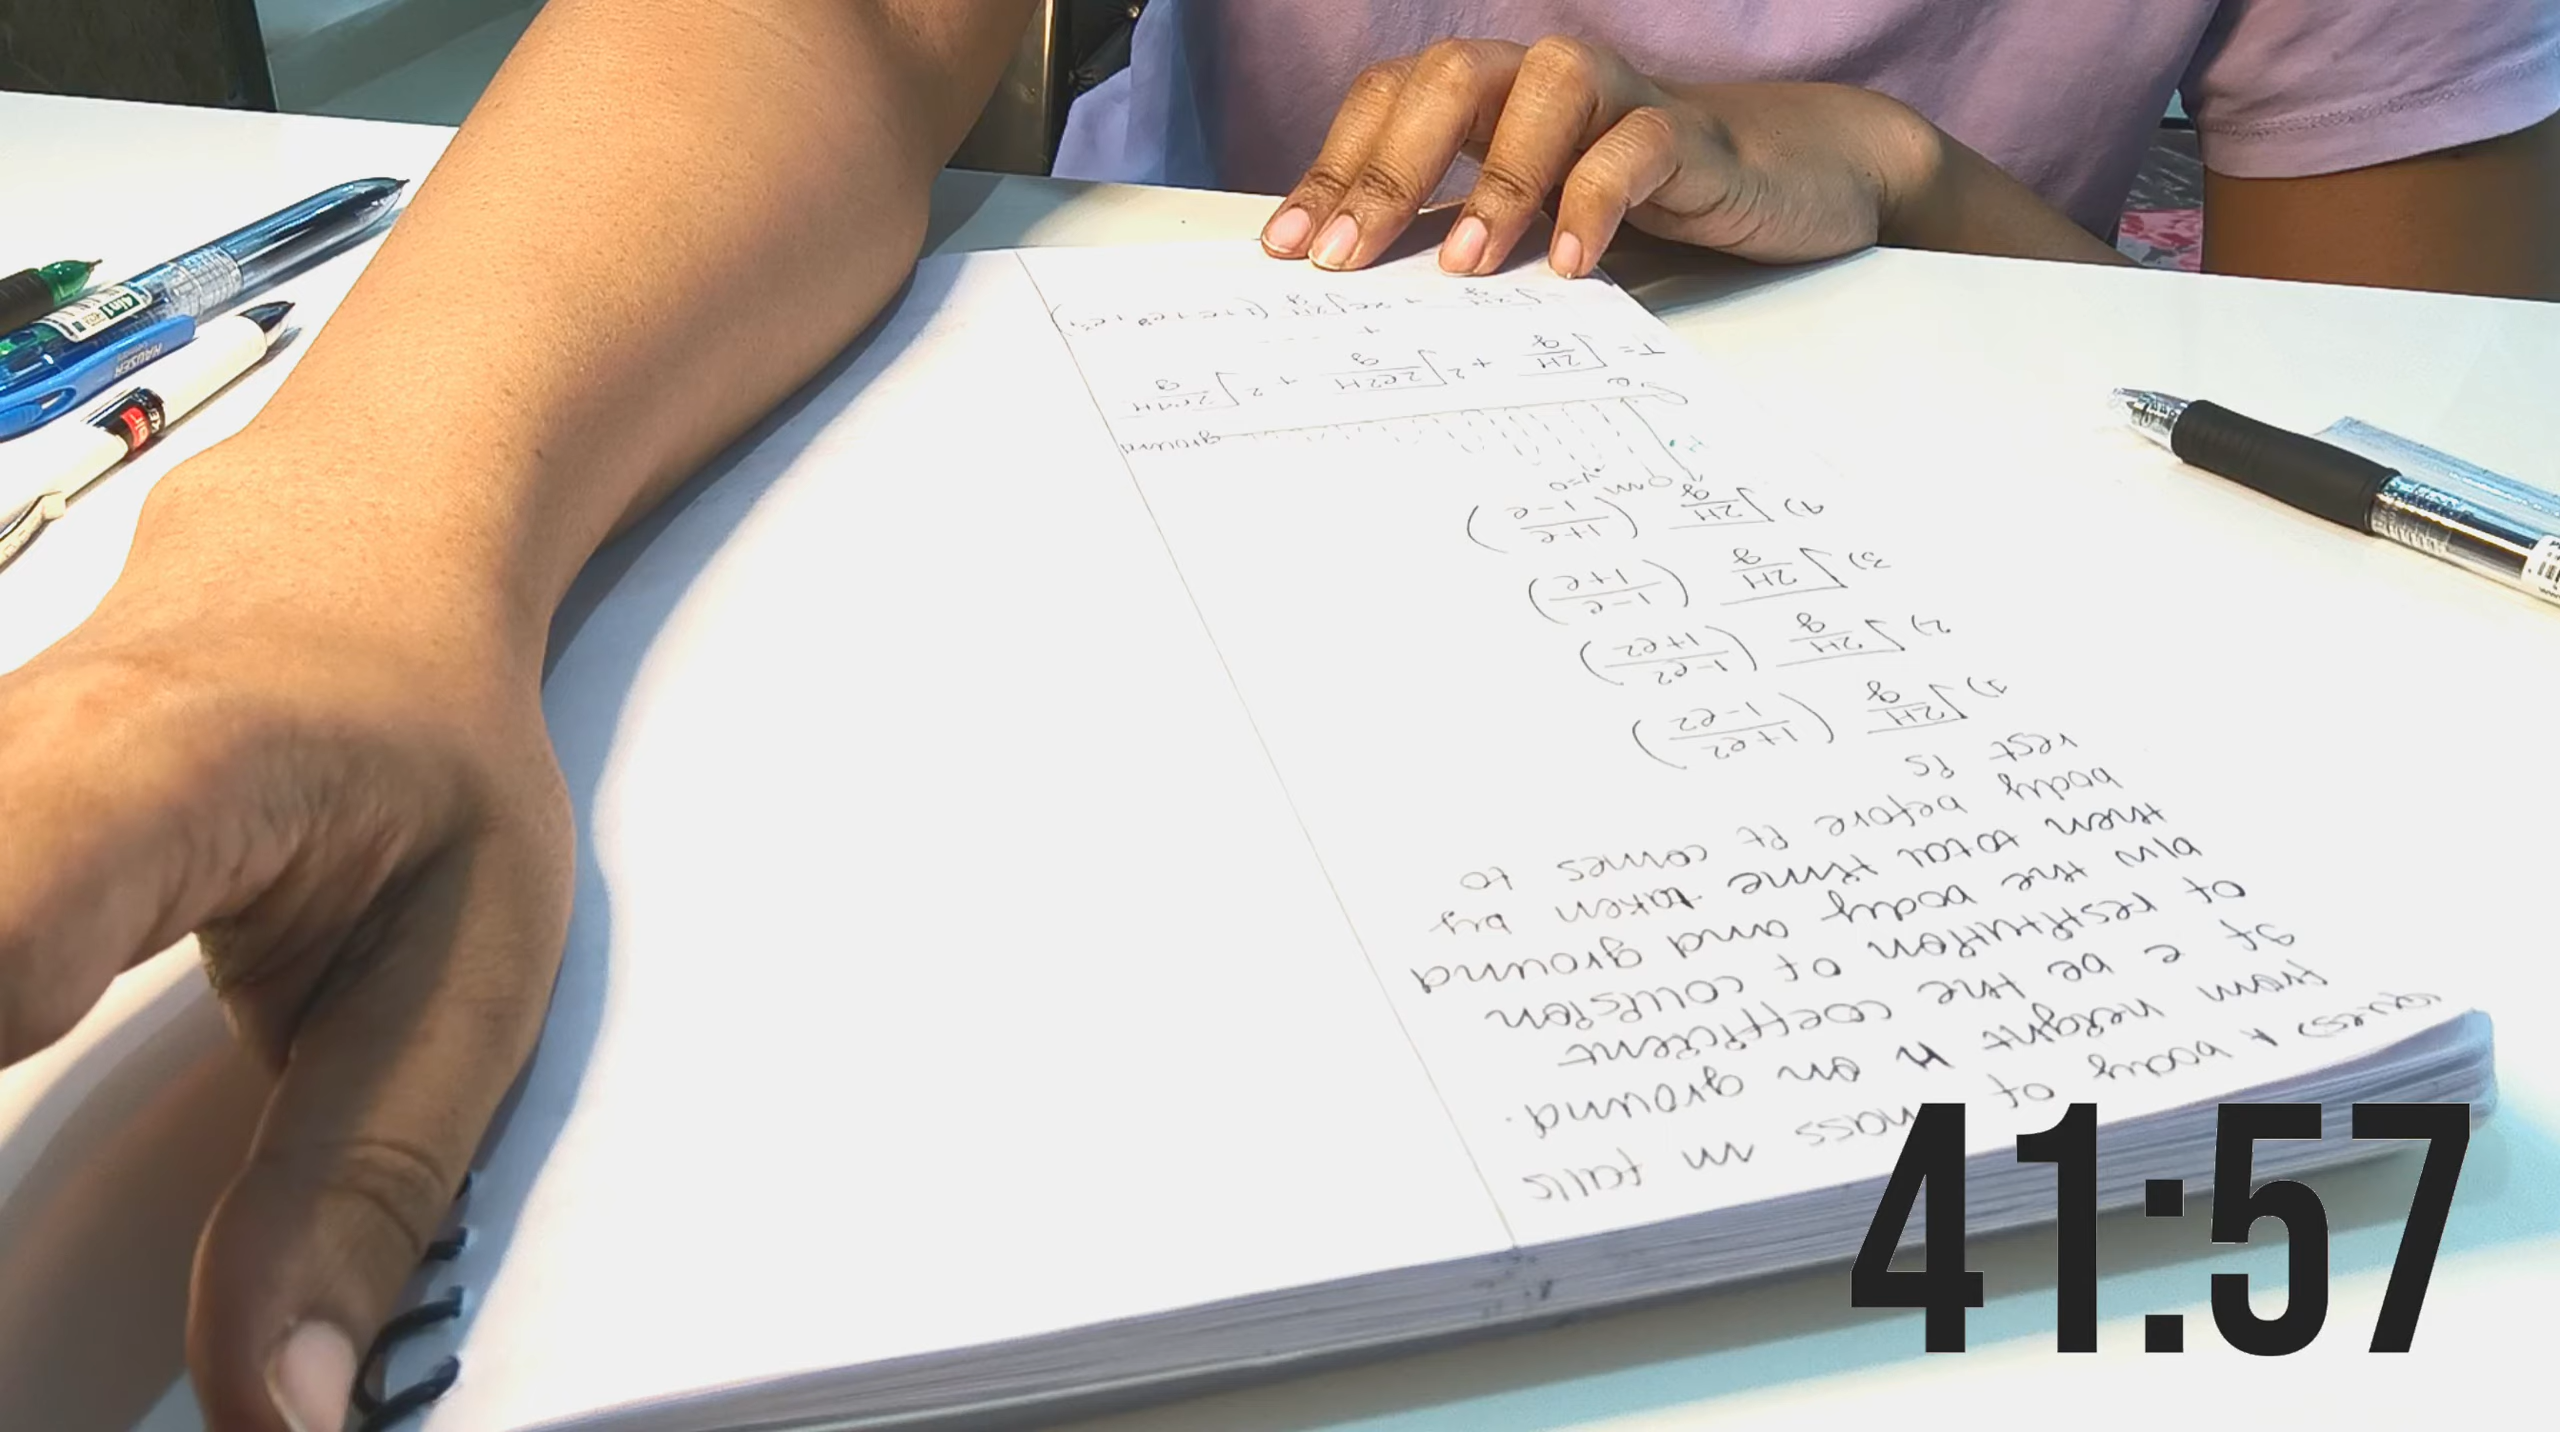 A body of mass m falls
from height H on ground.
If e be the coefficient
of restitution of collision
b/w the body and ground
then total time taken by
body before it comes to
rest is
1) √2H/g (1+e2/1-e2)
2) √2H/g (1-e2/1+e2)
3) √2H/g (1-e/1+e)
4) √2H/g (1+e/1-e)
m v=0
H
ground
e
T= √2H/g + 2√2e2H/g + 2√2e4H/g
+ ----
41:57